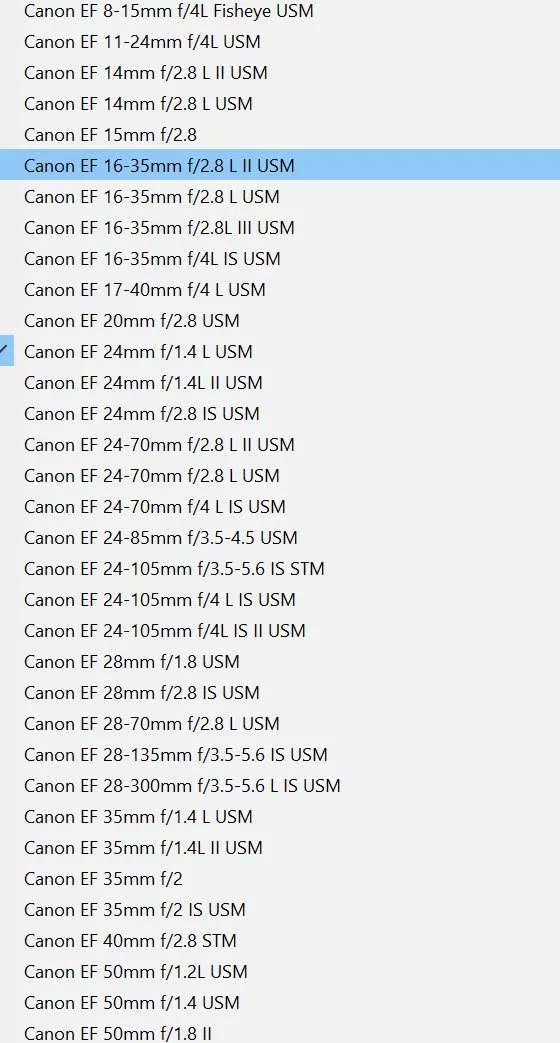 Canon EF 8-15mm f/4L Fisheye USM
Canon EF 11-24mm f/4L USM
Canon EF 14mm f/2.8 L II USM
Canon EF 14mm f/2.8 L USM
Canon EF 15mm f/2.8
Canon EF 16-35mm f/2.8 L II USM
Canon EF 16-35mm f/2.8 L USM
Canon EF 16-35mm f/2.8L III USM
Canon EF 16-35mm f/4L IS USM
Canon EF 17-40mm f/4 L USM
Canon EF 20mm f/2.8 USM
Canon EF 24mm f/1.4 L USM
Canon EF 24mm f/1.4L II USM
Canon EF 24mm f/2.8 IS USM
Canon EF 24-70mm f/2.8 L II USM
Canon EF 24-70mm f/2.8 L USM
Canon EF 24-70mm f/4 L IS USM
Canon EF 24-85mm f/3.5-4.5 USM
Canon EF 24-105mm f/3.5-5.6 IS STM
Canon EF 24-105mm f/4 L IS USM
Canon EF 24-105mm f/4L IS II USM
Canon EF 28mm f/1.8 USM
Canon EF 28mm f/2.8 IS USM
Canon EF 28-70mm f/2.8 L USM
Canon EF 28-135mm f/3.5-5.6 IS USM
Canon EF 28-300mm f/3.5-5.6 L IS USM
Canon EF 35mm f/1.4 L USM
Canon EF 35mm f/1.4L II USM
Canon EF 35mm f/2
Canon EF 35mm f/2 IS USM
Canon EF 40mm f/2.8 STM
Canon EF 50mm f/1.2L USM
Canon EF 50mm f/1.4 USM
Canon EF 50mm f/1.8 II